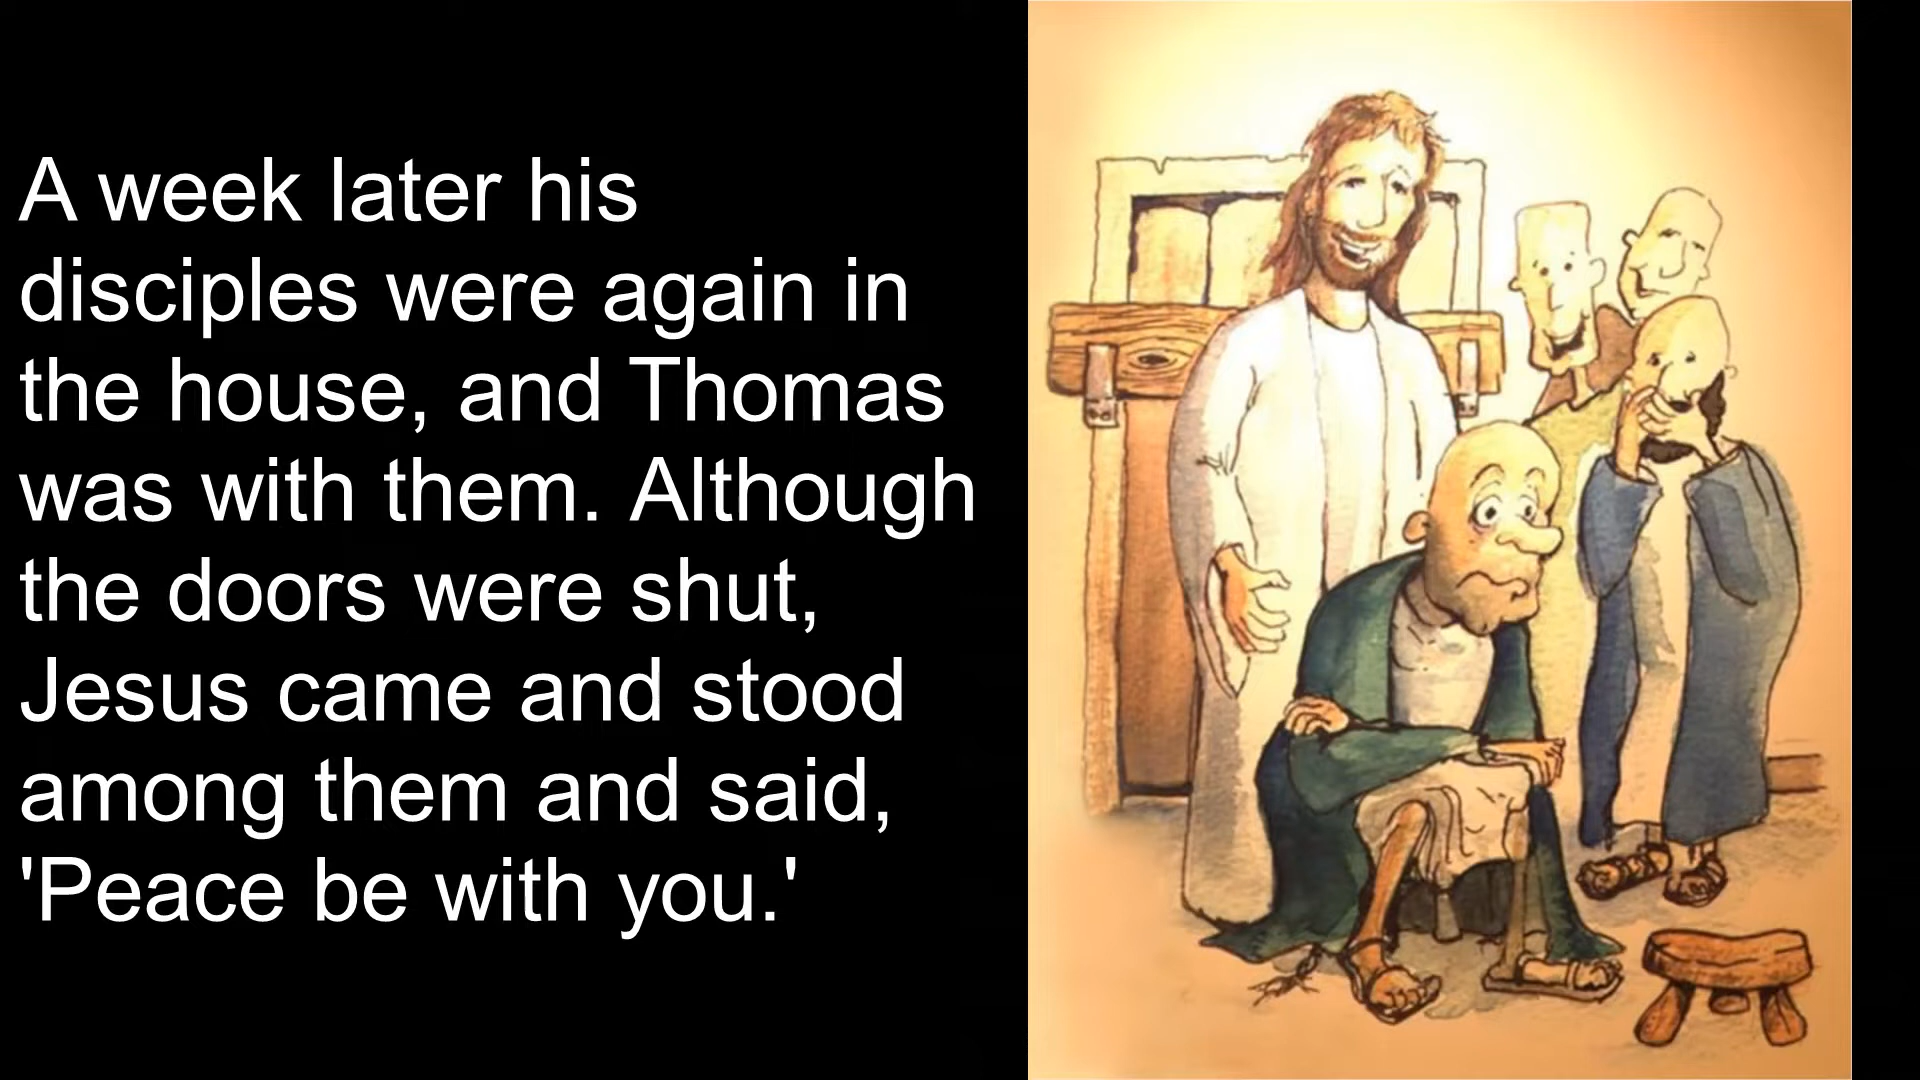 A week later his
disciples were again in
the house, and Thomas
was with them. Although
the doors were shut,
Jesus came and stood
among them and said,
'Peace be with you.'